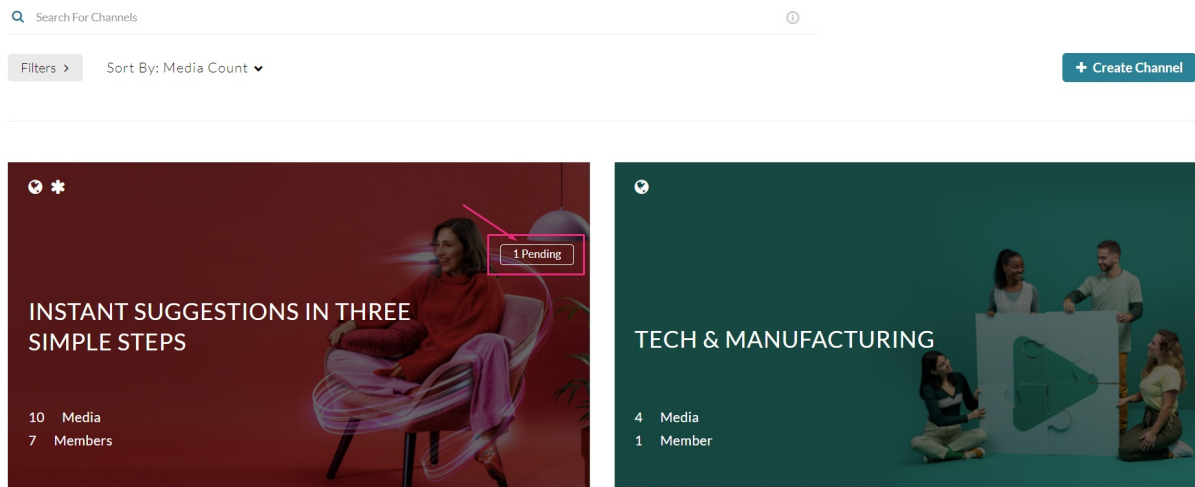 Search For Channels
Filters >
Sort By: Media Count
+ Create Channel
1 Pending
INSTANT SUGGESTIONS IN THREE
SIMPLE STEPS
10 Media
7 Members
TECH & MANUFACTURING
4 Media
1 Member